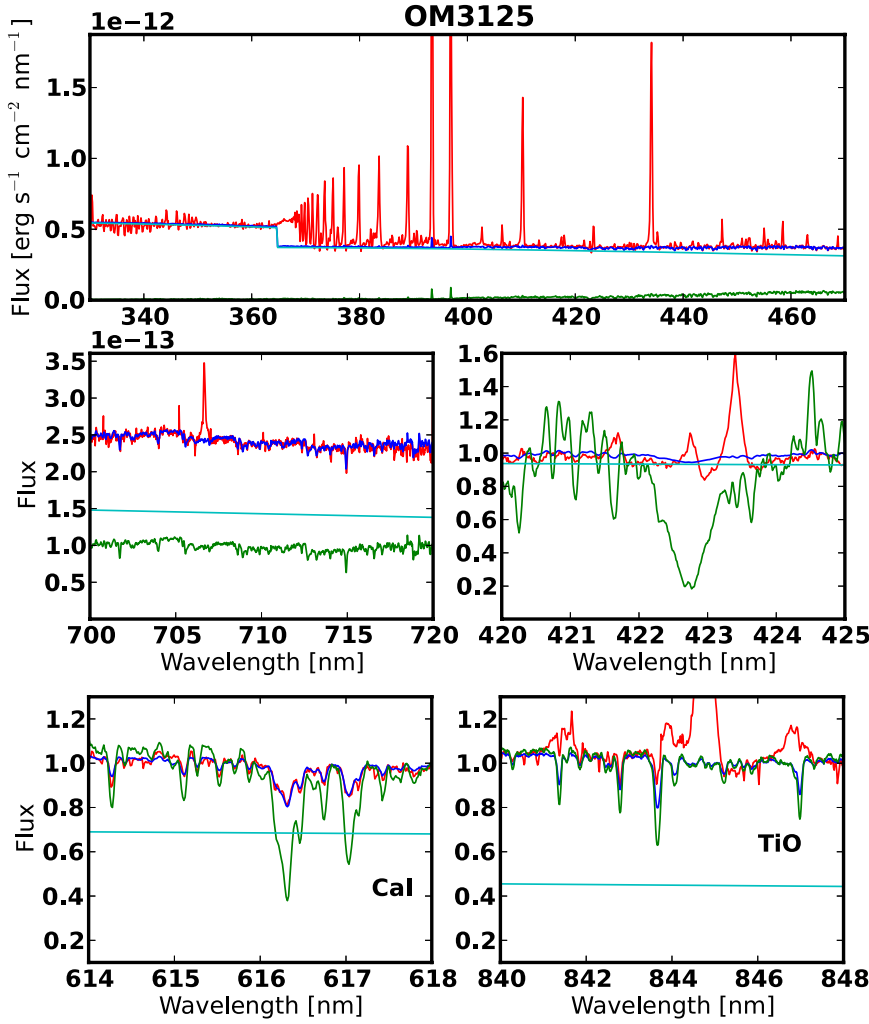 OM3125
1e−12
Flux [erg s⁻¹ cm⁻² nm⁻¹]
1.5
1.0
0.5
0.0
340 360 380 400 420 440 460
1e−13
Flux
3.5
3.0
2.5
2.0
1.5
1.0
0.5
700 705 710 715 720
Wavelength [nm]
1.6
1.4
1.2
1.0
0.8
0.6
0.4
0.2
420 421 422 423 424 425
Wavelength [nm]
Flux
1.2
1.0
0.8
0.6
0.4
0.2
CaI
614 615 616 617 618
Wavelength [nm]
1.2
1.0
0.8
0.6
0.4
0.2
TiO
840 842 844 846 848
Wavelength [nm]